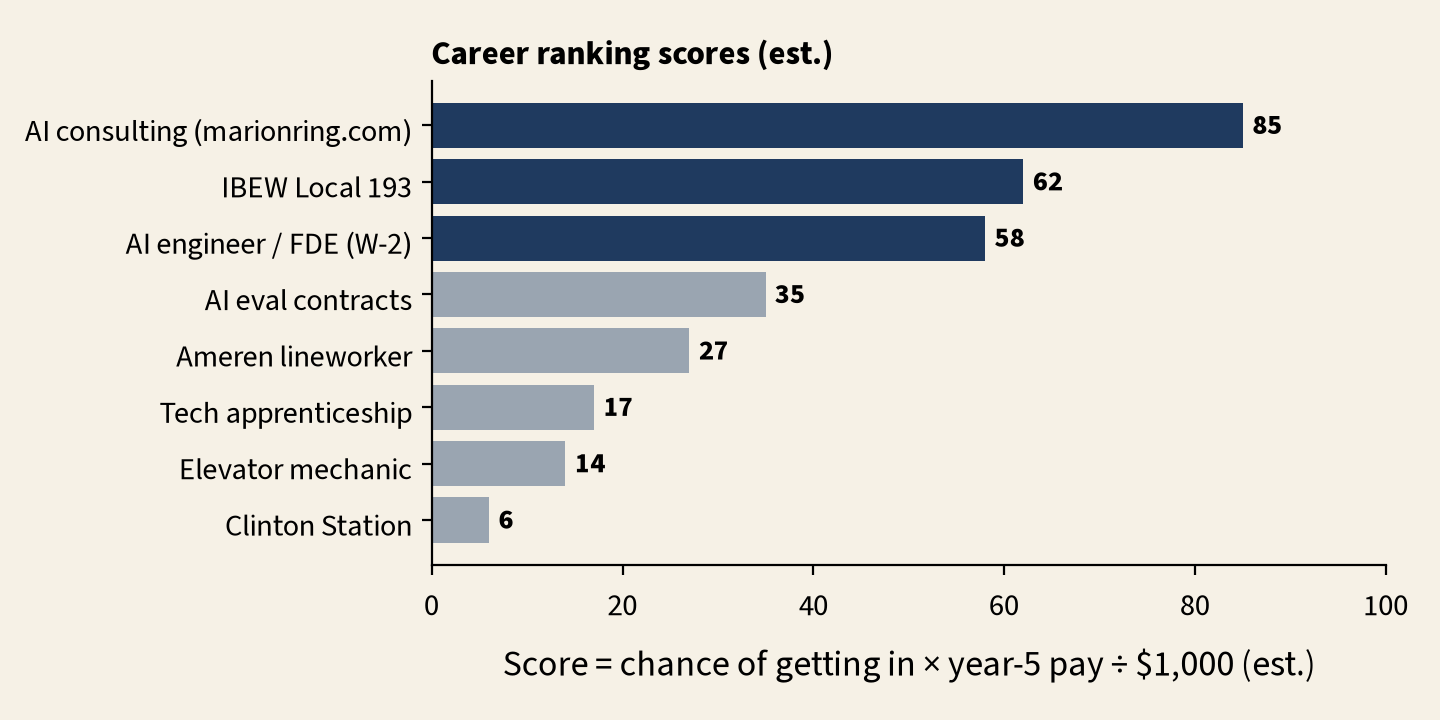 Career ranking scores (est.)
AI consulting (marionring.com) 85
IBEW Local 193 62
AI engineer / FDE (W-2) 58
AI eval contracts 35
Ameren lineworker 27
Tech apprenticeship 17
Elevator mechanic 14
Clinton Station 6
0 20 40 60 80 100
Score = chance of getting in × year-5 pay ÷ $1,000 (est.)